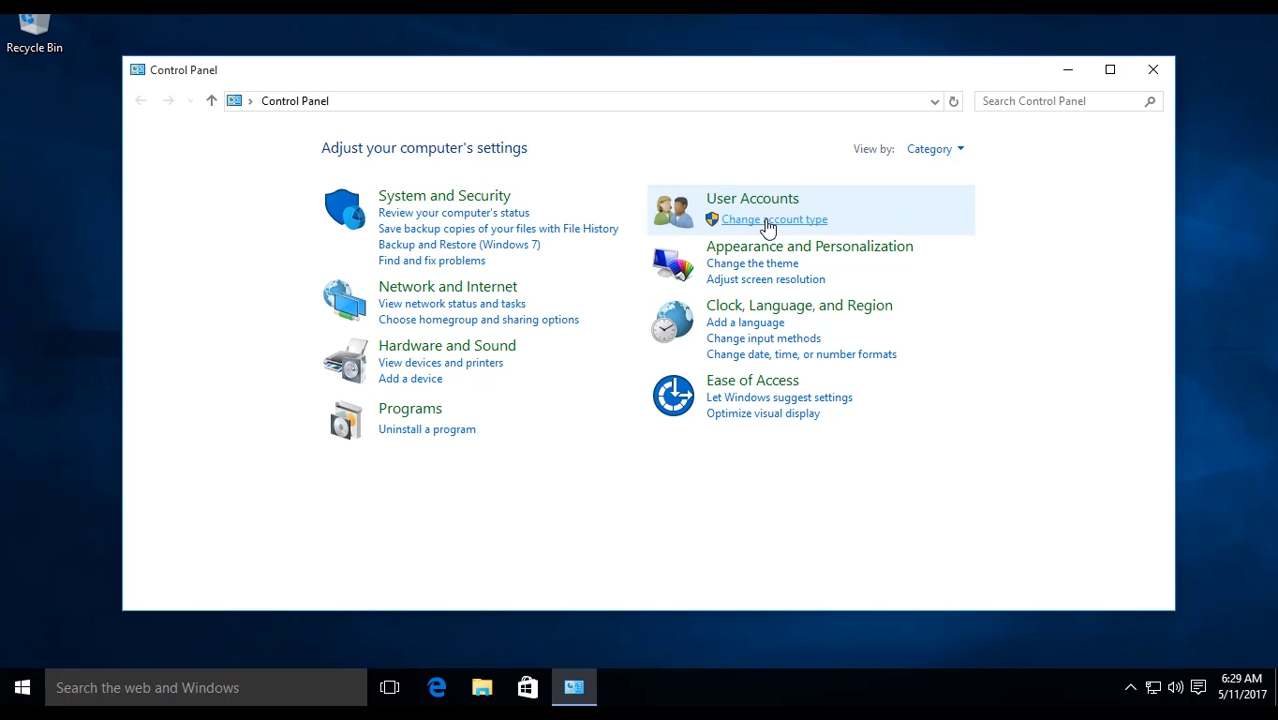 Recycle Bin
Control Panel
Control Panel
Search Control Panel
Adjust your computer's settings
View by: Category
System and Security
Review your computer's status
Save backup copies of your files with File History
Backup and Restore (Windows 7)
Find and fix problems
Network and Internet
View network status and tasks
Choose homegroup and sharing options
Hardware and Sound
View devices and printers
Add a device
Programs
Uninstall a program
User Accounts
Change account type
Appearance and Personalization
Change the theme
Adjust screen resolution
Clock, Language, and Region
Add a language
Change input methods
Change date, time, or number formats
Ease of Access
Let Windows suggest settings
Optimize visual display
Search the web and Windows
6:29 AM
5/11/2017